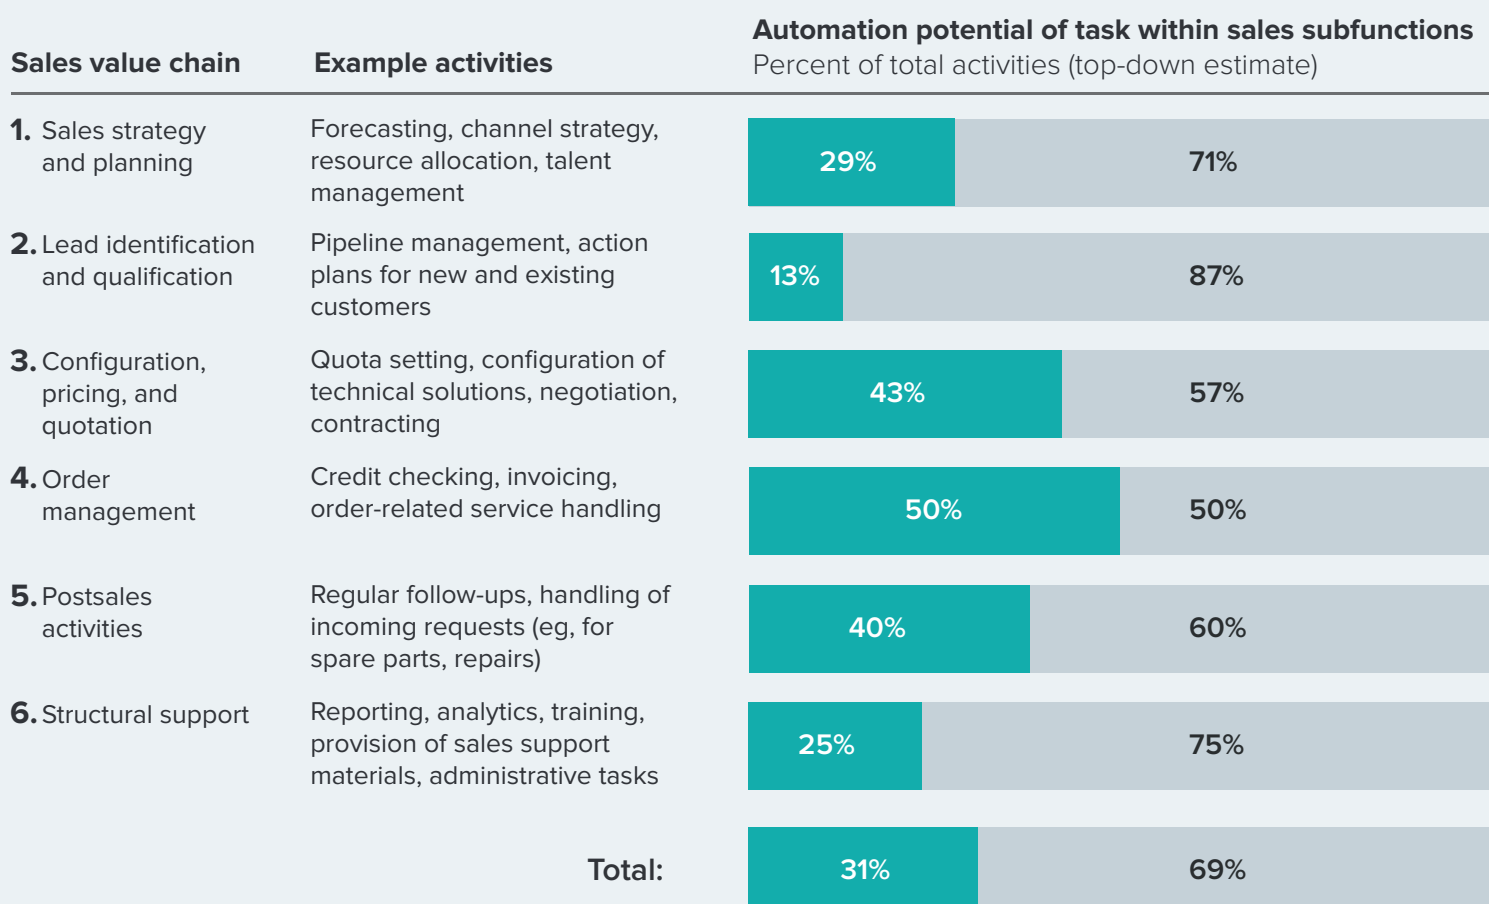 Sales value chain
Example activities
Automation potential of task within sales subfunctions
Percent of total activities (top-down estimate)
1. Sales strategy
and planning
Forecasting, channel strategy,
resource allocation, talent
management
29%
71%
2. Lead identification
and qualification
Pipeline management, action
plans for new and existing
customers
13%
87%
3. Configuration,
pricing, and
quotation
Quota setting, configuration of
technical solutions, negotiation,
contracting
43%
57%
4. Order
management
Credit checking, invoicing,
order-related service handling
50%
50%
5. Postsales
activities
Regular follow-ups, handling of
incoming requests (eg, for
spare parts, repairs)
40%
60%
6. Structural support
Reporting, analytics, training,
provision of sales support
materials, administrative tasks
25%
75%
Total:
31%
69%